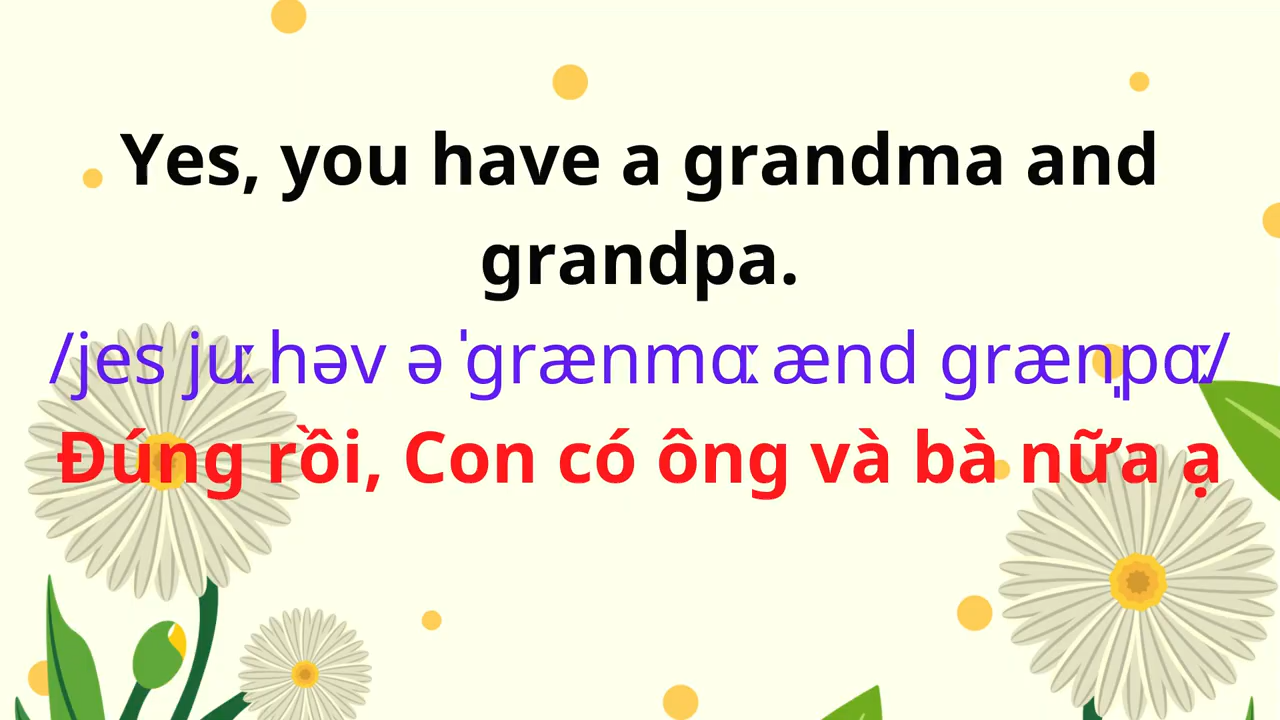 Yes, you have a grandma and
grandpa.
/jes juː həv ə ˈɡrænmɑː ænd ɡrænˌpɑː/
Đúng rồi, Con có ông và bà nữa ạ